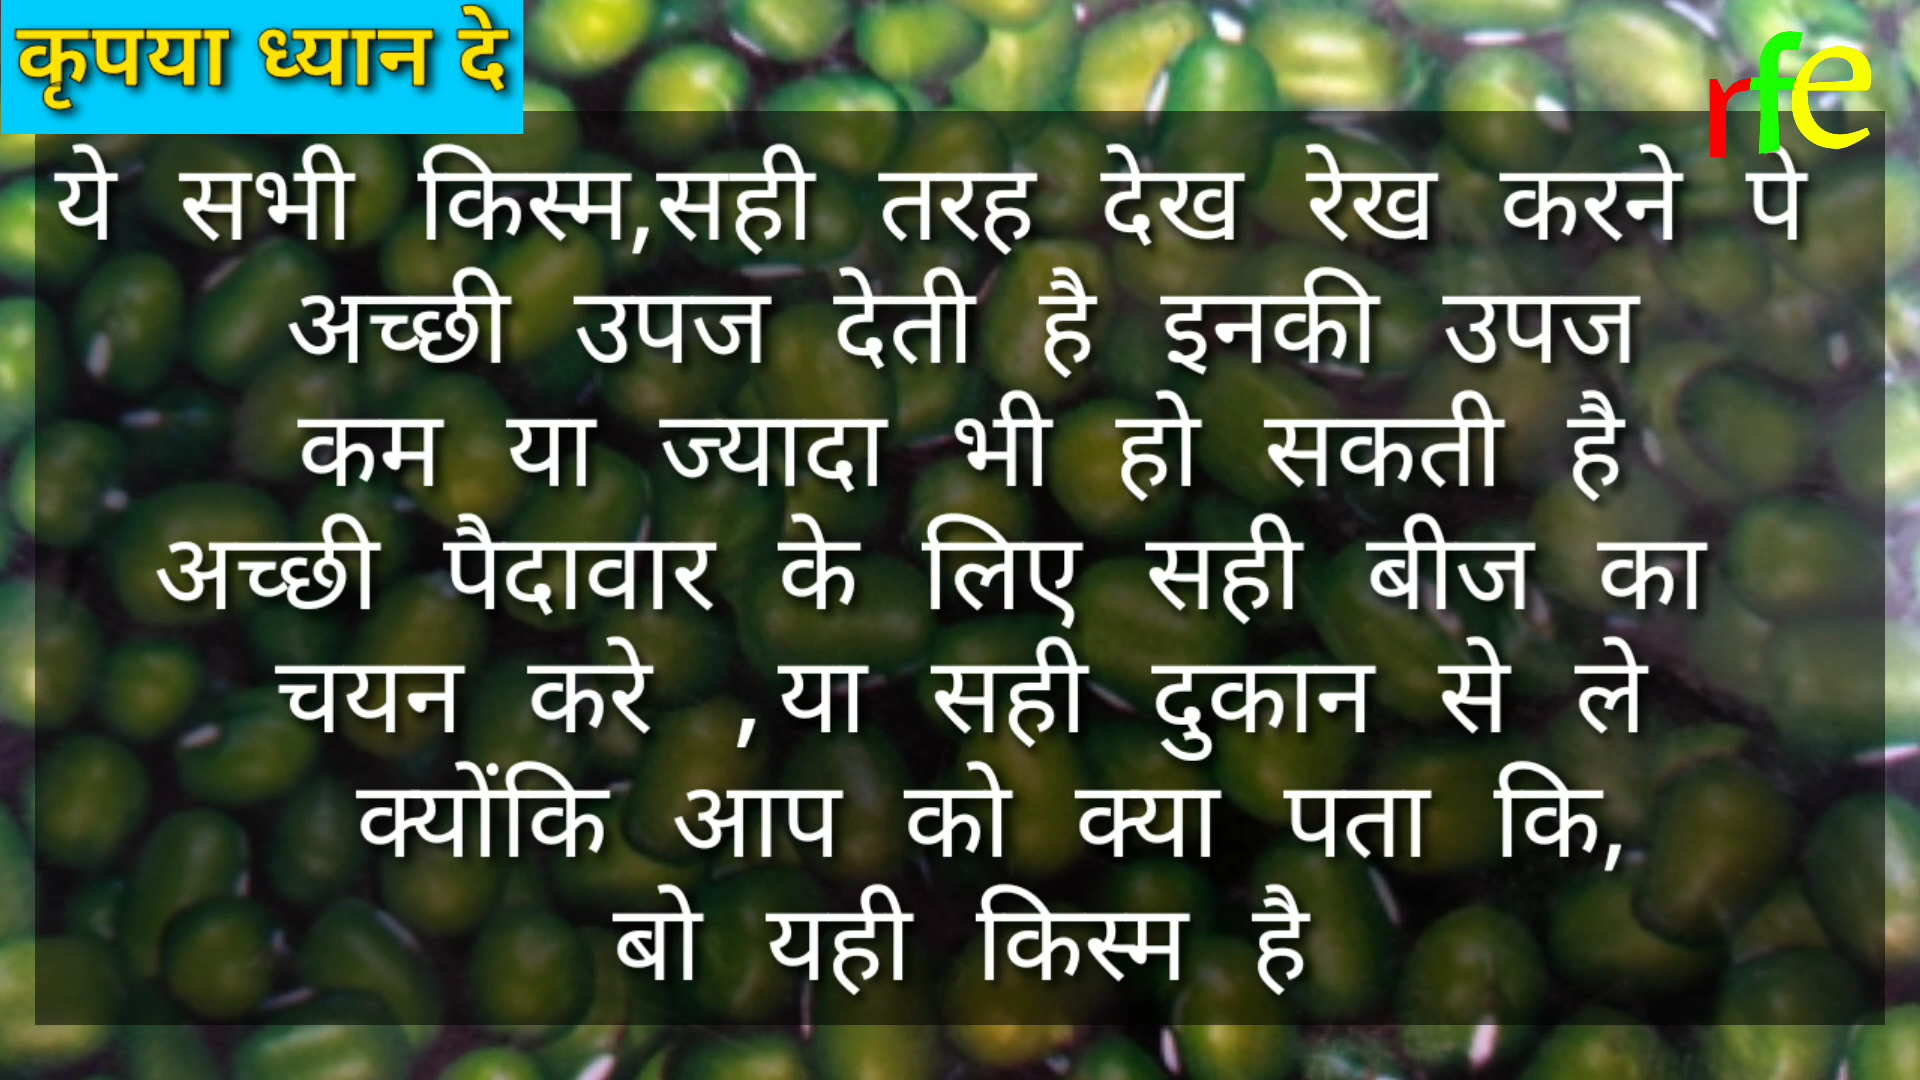 कृपया ध्यान दे
rfe
ये सभी किस्म,सही तरह देख रेख करने पे
अच्छी उपज देती है इनकी उपज
कम या ज्यादा भी हो सकती है
अच्छी पैदावार के लिए सही बीज का
चयन करे ,या सही दुकान से ले
क्योंकि आप को क्या पता कि,
बो यही किस्म है